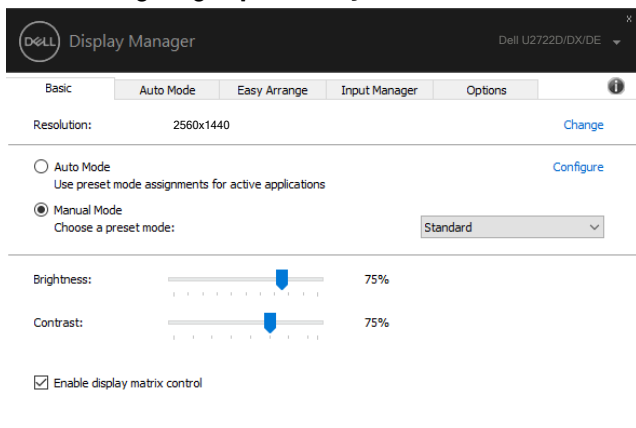 DELL Display Manager
Dell U2722D/DX/DE
x
Basic Auto Mode Easy Arrange Input Manager Options i
Resolution: 2560x1440 Change
Auto Mode Configure
Use preset mode assignments for active applications
Manual Mode
Choose a preset mode: Standard
Brightness: 75%
Contrast: 75%
Enable display matrix control